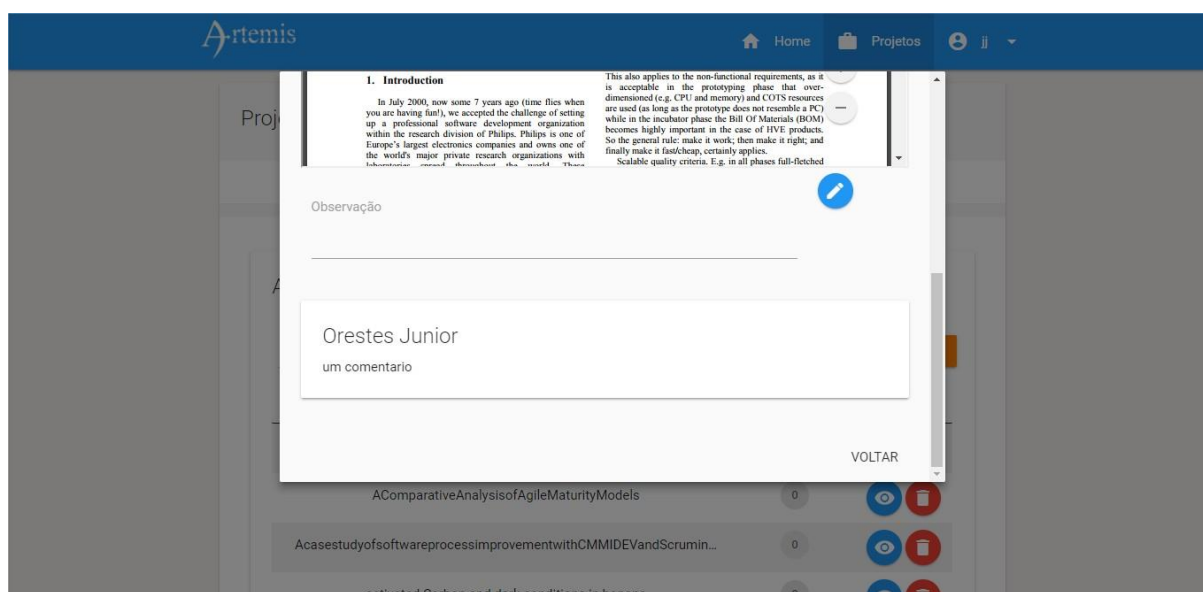 Artemis
Home
Projetos
jj
Proj
1. Introduction
In July 2000, now some 7 years ago (time flies when
you are having fun!), we accepted the challenge of setting
up a professional software development organization
within the research division of Philips. Philips is one of
Europe's largest electronics companies and owns one of
the world's major private research organizations with
laboratories spread throughout the world. These
This also applies to the non-functional requirements, as it
is acceptable in the prototyping phase that over-
dimensioned (e.g. CPU and memory) and COTS resources
are used (as long as the prototype does not resemble a PC)
while in the incubator phase the Bill Of Materials (BOM)
becomes highly important in the case of HVE products.
So the general rule: make it work; then make it right; and
finally make it fast/cheap, certainly applies.
Scalable quality criteria. E.g. in all phases full-fletched
Observação
A
Orestes Junior
um comentario
VOLTAR
AComparativeAnalysisofAgileMaturityModels
0
AcasestudyofsoftwareprocessimprovementwithCMMIDEVandScrumin...
0